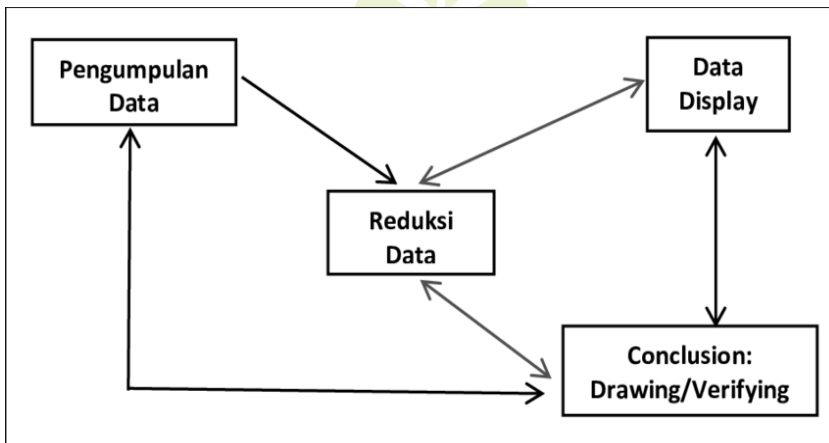 Pengumpulan
Data
Data
Display
Reduksi
Data
Conclusion:
Drawing/Verifying